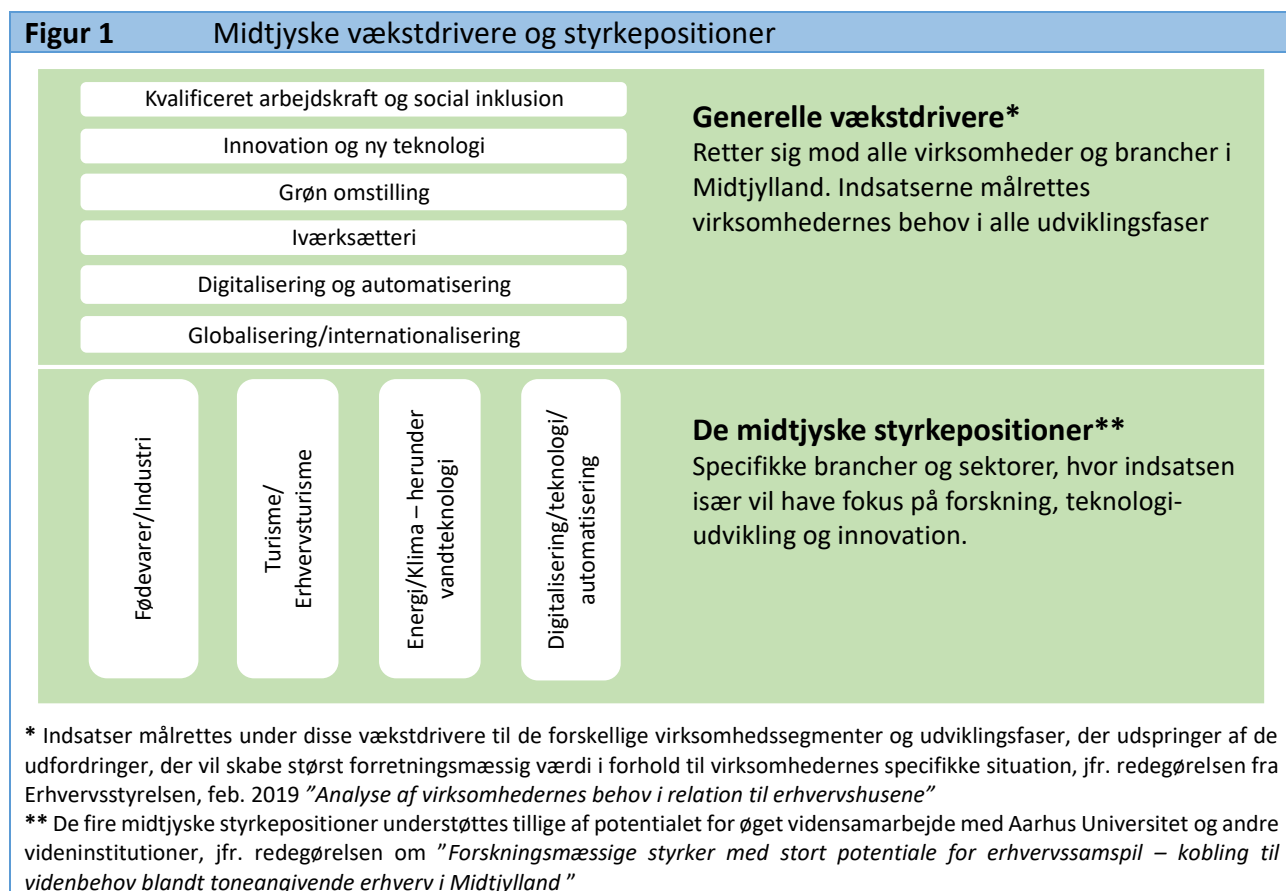 Figur 1 Midtjyske vækstdrivere og styrkepositioner
Kvalificeret arbejdskraft og social inklusion
Innovation og ny teknologi
Grøn omstilling
Iværksætteri
Digitalisering og automatisering
Globalisering/internationalisering
Generelle vækstdrivere*
Retter sig mod alle virksomheder og brancher i
Midtjylland. Indsatserne målrettes
virksomhedernes behov i alle udviklingsfaser
Fødevarer/Industri
Turisme/
Erhvervsturisme
Energi/Klima – herunder
vandteknologi
Digitalisering/teknologi/
automatisering
De midtjyske styrkepositioner**
Specifikke brancher og sektorer, hvor indsatsen
især vil have fokus på forskning, teknologi-
udvikling og innovation.
* Indsatser målrettes under disse vækstdrivere til de forskellige virksomhedssegmenter og udviklingsfaser, der udspringer af de
udfordringer, der vil skabe størst forretningsmæssig værdi i forhold til virksomhedernes specifikke situation, jfr. redegørelsen fra
Erhvervsstyrelsen, feb. 2019 ”Analyse af virksomhedernes behov i relation til erhvervshusene”
** De fire midtjyske styrkepositioner understøttes tillige af potentialet for øget vidensamarbejde med Aarhus Universitet og andre
videninstitutioner, jfr. redegørelsen om ”Forskningsmæssige styrker med stort potentiale for erhvervssamspil – kobling til
videnbehov blandt toneangivende erhverv i Midtjylland ”